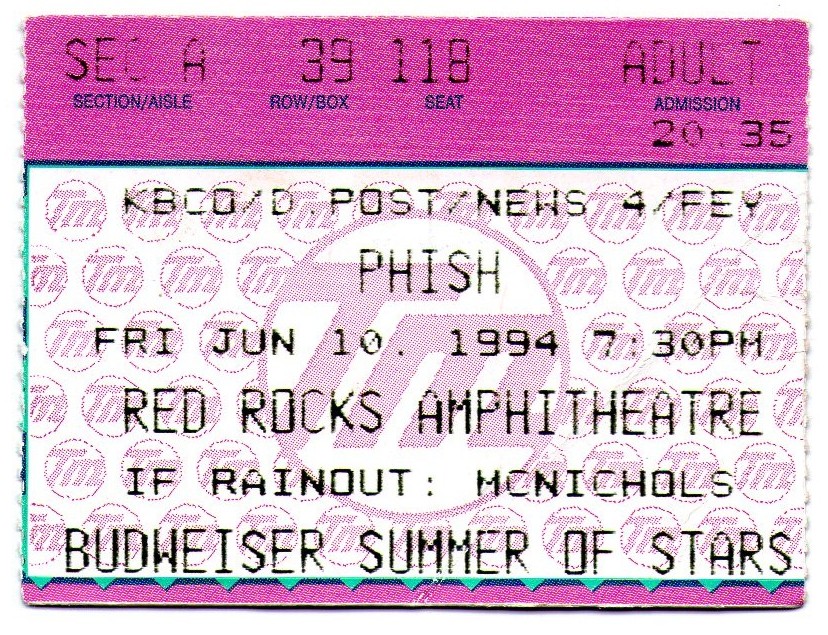 SEC A 39 118 ADULT
SECTION/AISLE ROW/BOX SEAT ADMISSION
20.35
KBCO/D.POST/NEWS 4/FEY
PHISH
FRI JUN 10. 1994 7:30PM
RED ROCKS AMPHITHEATRE
IF RAINOUT: MCNICHOLS
BUDWEISER SUMMER OF STARS